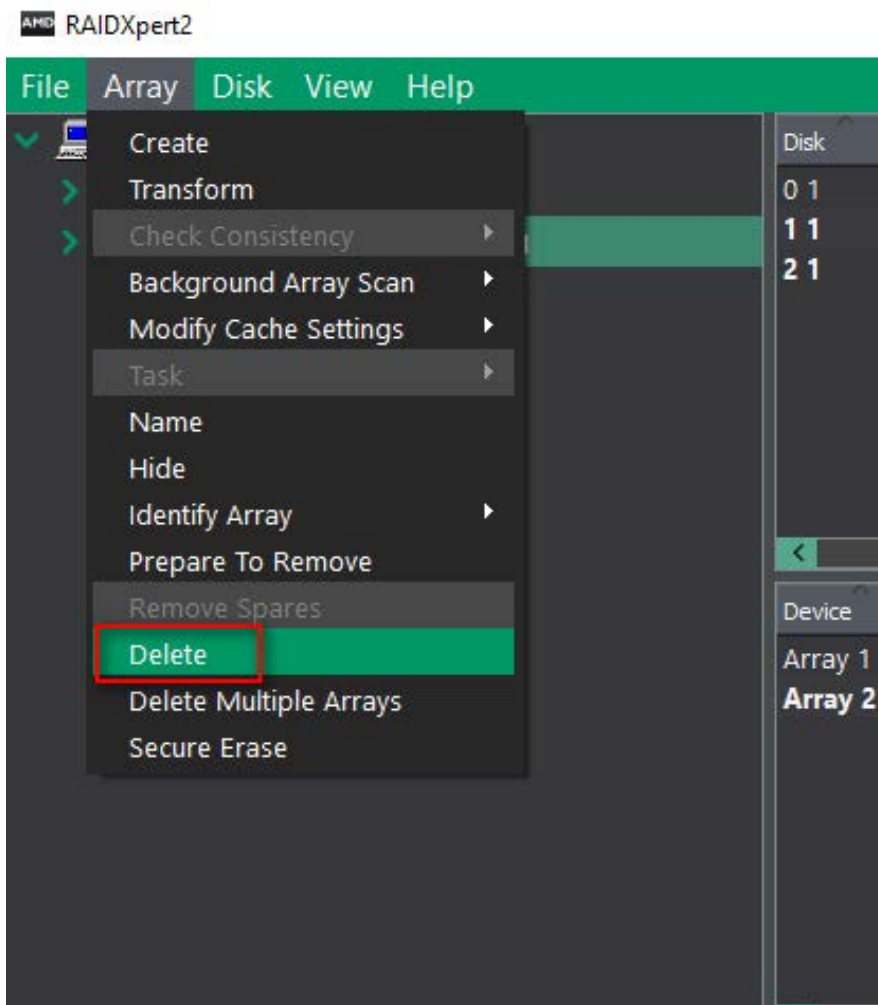 AMD RAIDXpert2
File Array Disk View Help
Create
Transform
Check Consistency
Background Array Scan
Modify Cache Settings
Task
Name
Hide
Identify Array
Prepare To Remove
Remove Spares
Delete
Delete Multiple Arrays
Secure Erase
Disk
0 1
1 1
2 1
Device
Array 1
Array 2